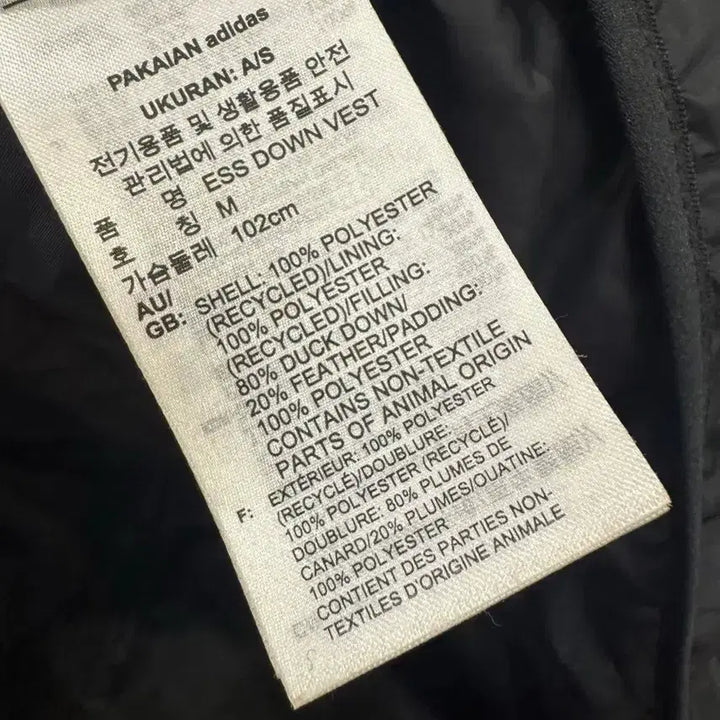 PAKAIAN adidas
UKURAN: A/S
전기용품 및 생활용품 안전
관리법에 의한 품질표시
품 명 ESS DOWN VEST
호 칭 M
가슴둘레 102cm
AU/
GB: SHELL: 100% POLYESTER
(RECYCLED)/LINING:
100% POLYESTER
(RECYCLED)/FILLING:
80% DUCK DOWN/
20% FEATHER/PADDING:
100% POLYESTER
CONTAINS NON-TEXTILE
PARTS OF ANIMAL ORIGIN
F: EXTÉRIEUR: 100% POLYESTER
(RECYCLÉ)/DOUBLURE:
100% POLYESTER (RECYCLÉ)/
DOUBLURE: 80% PLUMES DE
CANARD/20% PLUMES/OUATINE:
100% POLYESTER
CONTIENT DES PARTIES NON-
TEXTILES D'ORIGINE ANIMALE